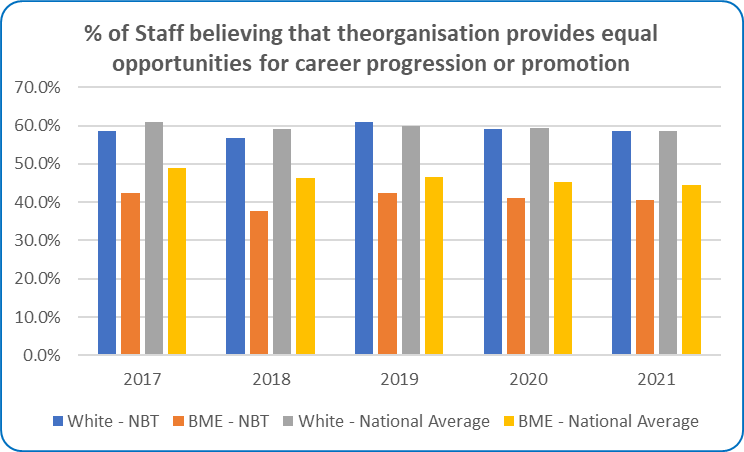 % of Staff believing that theorganisation provides equal
opportunities for career progression or promotion
70.0%
60.0%
50.0%
40.0%
30.0%
20.0%
10.0%
0.0%
2017 2018 2019 2020 2021
White - NBT BME - NBT White - National Average BME - National Average